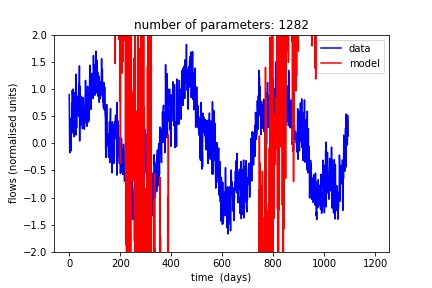 number of parameters: 1282
data
model
flows (normalised units)
2.0
1.5
1.0
0.5
0.0
−0.5
−1.0
−1.5
−2.0
0 200 400 600 800 1000 1200
time (days)